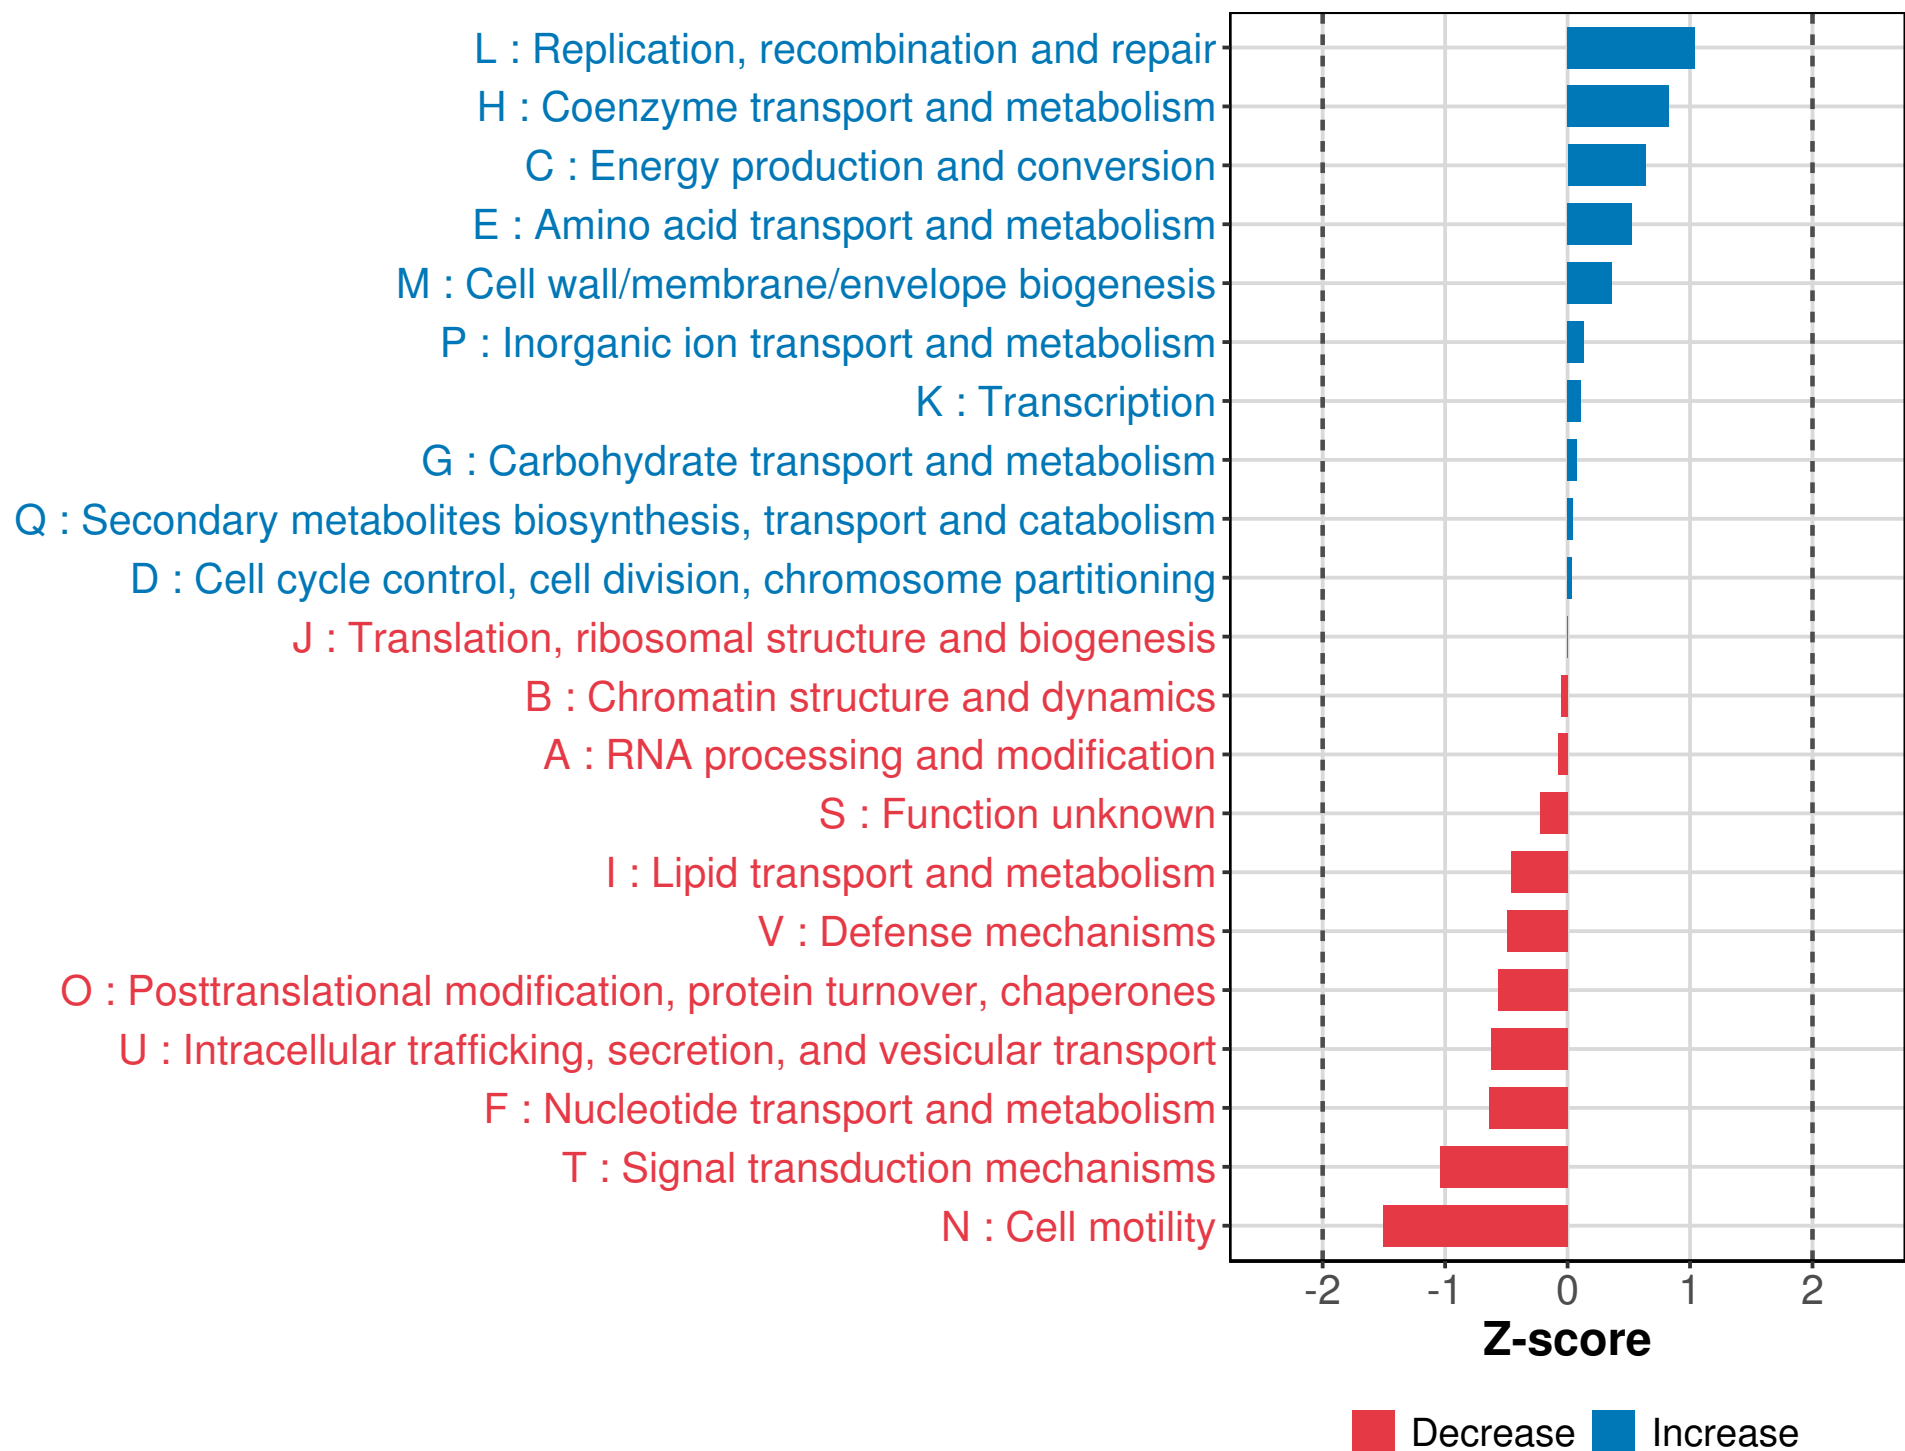 L : Replication, recombination and repair
H : Coenzyme transport and metabolism
C : Energy production and conversion
E : Amino acid transport and metabolism
M : Cell wall/membrane/envelope biogenesis
P : Inorganic ion transport and metabolism
K : Transcription
G : Carbohydrate transport and metabolism
Q : Secondary metabolites biosynthesis, transport and catabolism
D : Cell cycle control, cell division, chromosome partitioning
J : Translation, ribosomal structure and biogenesis
B : Chromatin structure and dynamics
A : RNA processing and modification
S : Function unknown
I : Lipid transport and metabolism
V : Defense mechanisms
O : Posttranslational modification, protein turnover, chaperones
U : Intracellular trafficking, secretion, and vesicular transport
F : Nucleotide transport and metabolism
T : Signal transduction mechanisms
N : Cell motility
-2 -1 0 1 2
Z-score
Decrease Increase